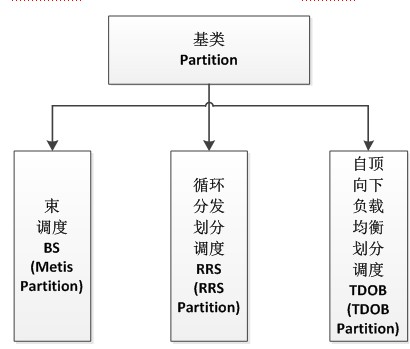 基类
Partition
束
调度
BS
(Metis
Partition)
循环
分发
划分
调度
RRS
(RRS
Partition)
自顶
向下
负载
均衡
划分
调度
TDOB
(TDOB
Partition)